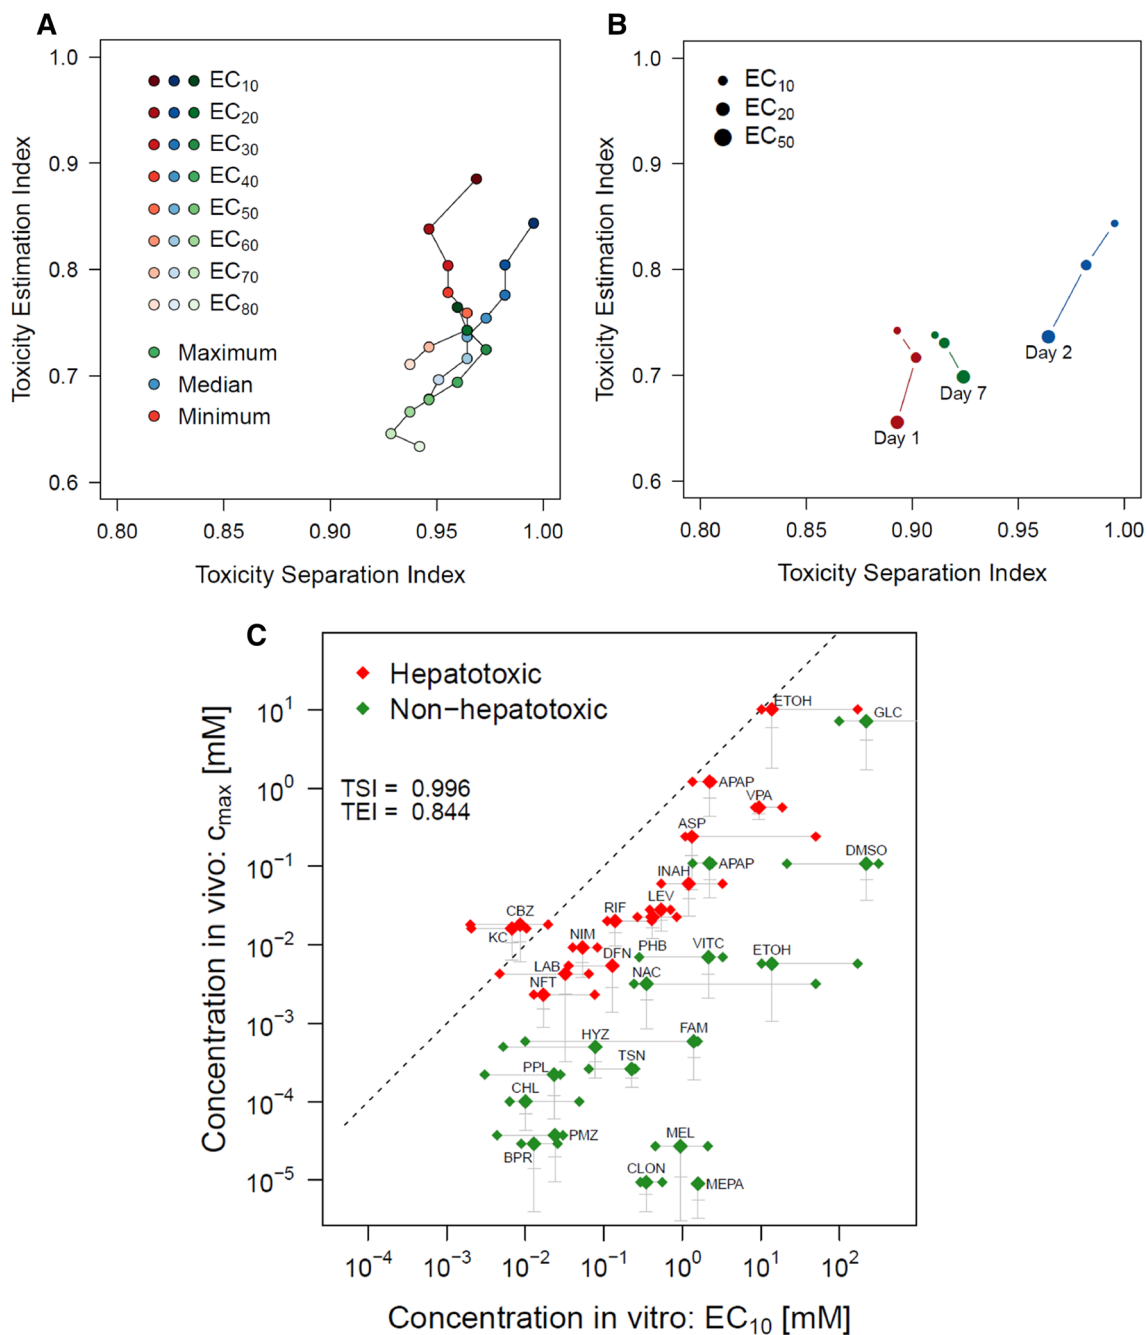 A
1.0
0.9
0.8
0.7
0.6
Toxicity Estimation Index
EC10
EC20
EC30
EC40
EC50
EC60
EC70
EC80
Maximum
Median
Minimum
0.80 0.85 0.90 0.95 1.00
Toxicity Separation Index
B
1.0
0.9
0.8
0.7
0.6
Toxicity Estimation Index
EC10
EC20
EC50
Day 2
Day 7
Day 1
0.80 0.85 0.90 0.95 1.00
Toxicity Separation Index
C
Hepatotoxic
Non-hepatotoxic
TSI = 0.996
TEI = 0.844
Concentration in vivo: cmax [mM]
10^1
10^0
10^-1
10^-2
10^-3
10^-4
10^-5
ETOH
GLC
APAP
VPA
ASP
APAP
DMSO
INAH
LEV
RIF
CBZ
KC
NIM
PHB
VITC
ETOH
DFN
LAB
NAC
NFT
FAM
HYZ
TSN
PPL
CHL
PMZ
BPR
MEL
CLON
MEPA
10^-4 10^-3 10^-2 10^-1 10^0 10^1 10^2
Concentration in vitro: EC10 [mM]